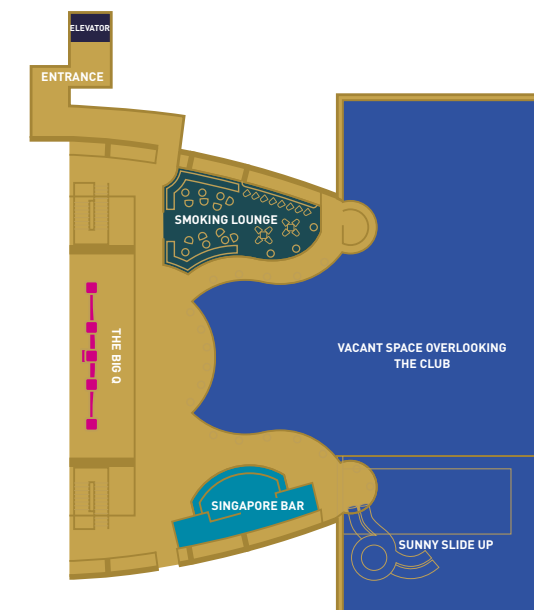 ELEVATOR
ENTRANCE
SMOKING LOUNGE
THE BIG Q
VACANT SPACE OVERLOOKING
THE CLUB
SINGAPORE BAR
SUNNY SLIDE UP